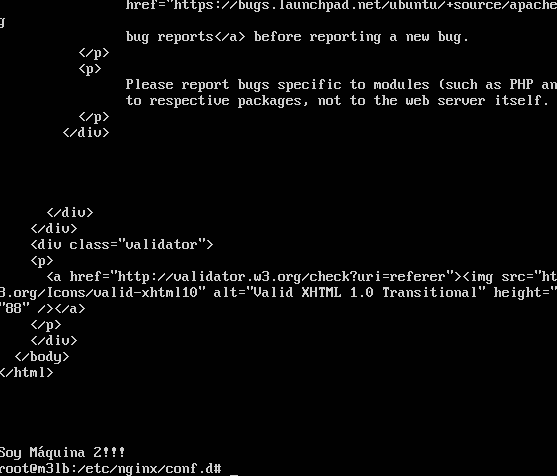 href="https://bugs.launchpad.net/ubuntu/+source/apache
g
bug reports</a> before reporting a new bug.
</p>
<p>
Please report bugs specific to modules (such as PHP an
to respective packages, not to the web server itself.
</p>
</div>
</div>
</div>
<div class="validator">
<p>
<a href="http://validator.w3.org/check?uri=referer"><img src="ht
3.org/Icons/valid-xhtml10" alt="Valid XHTML 1.0 Transitional" height="
"88" /></a>
</p>
</div>
</body>
</html>
Soy Máquina 2!!!
root@m3lb:/etc/nginx/conf.d# _